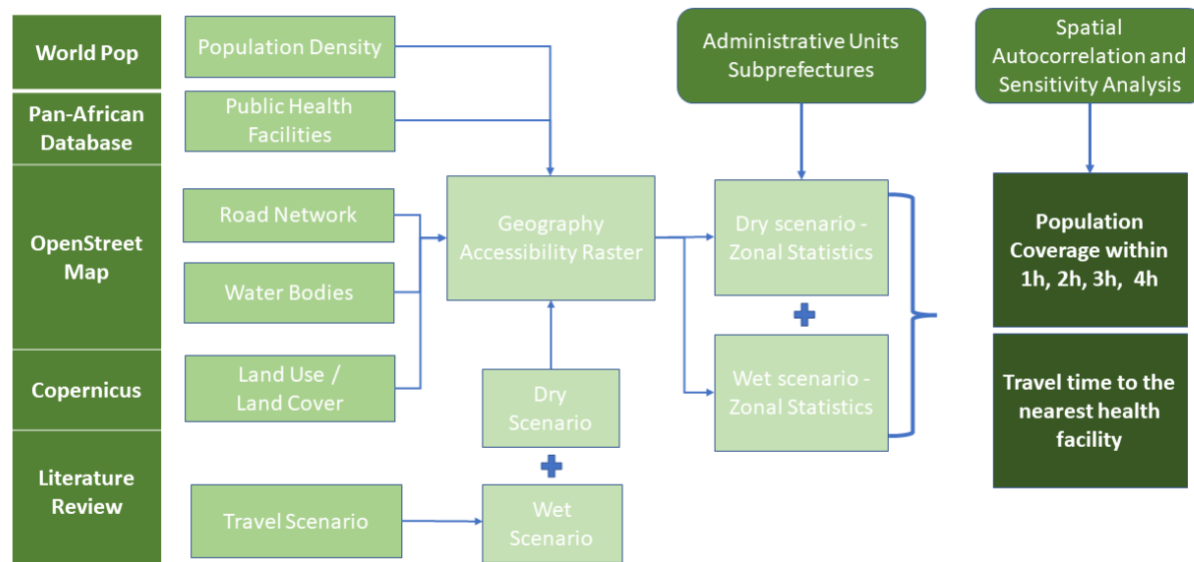 World Pop
Pan-African
Database
OpenStreet
Map
Copernicus
Literature
Review
Population Density
Public Health
Facilities
Road Network
Water Bodies
Land Use /
Land Cover
Travel Scenario
Geography
Accessibility Raster
Dry
Scenario
Wet
Scenario
Administrative Units
Subprefectures
Dry scenario -
Zonal Statistics
Wet scenario -
Zonal Statistics
Spatial
Autocorrelation and
Sensitivity Analysis
Population
Coverage within
1h, 2h, 3h, 4h
Travel time to the
nearest health
facility